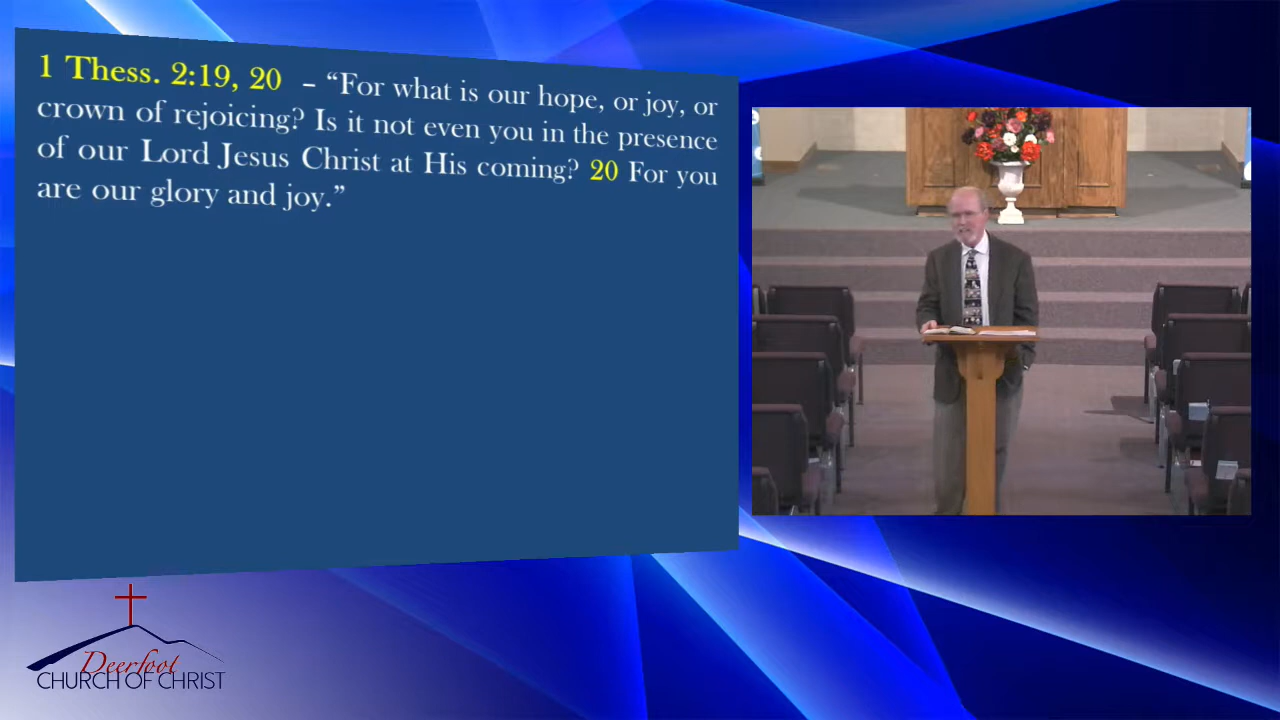 1 Thess. 2:19, 20 – “For what is our hope, or joy, or
crown of rejoicing? Is it not even you in the presence
of our Lord Jesus Christ at His coming? 20 For you
are our glory and joy.”
Deerfoot
CHURCH OF CHRIST